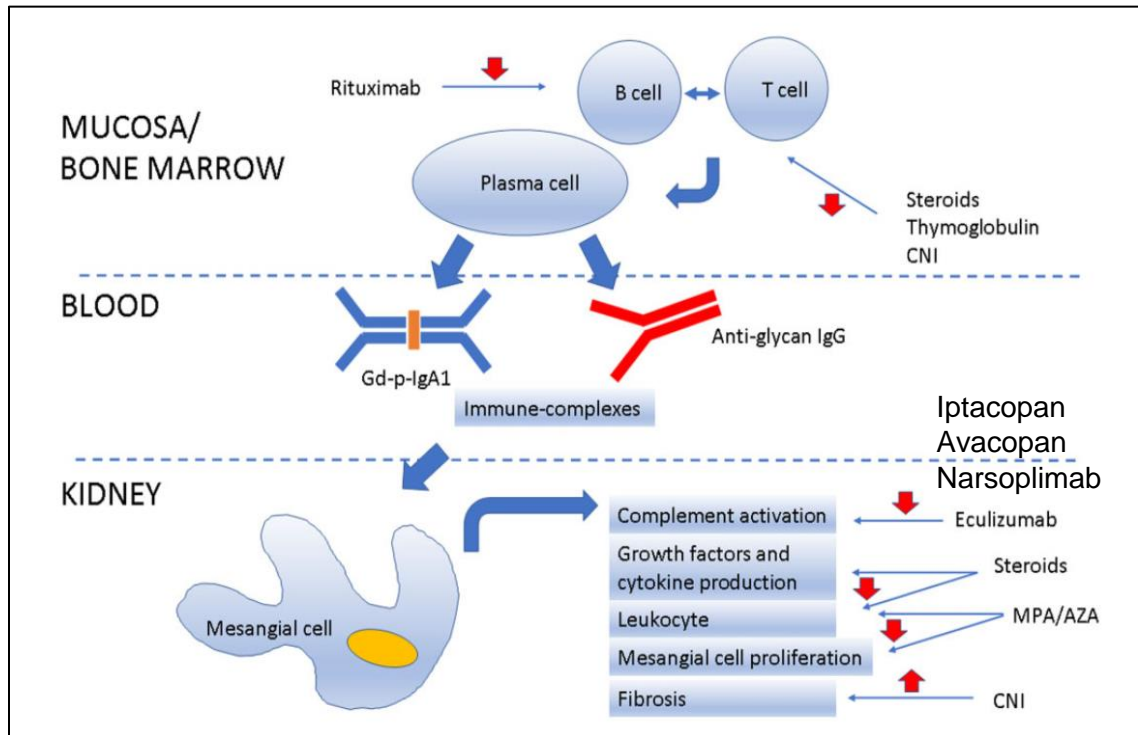 Rituximab
B cell
T cell
MUCOSA/
BONE MARROW
Plasma cell
Steroids
Thymoglobulin
CNI
BLOOD
Gd-p-IgA1
Anti-glycan IgG
Immune-complexes
Iptacopan
Avacopan
Narsoplimab
KIDNEY
Complement activation
Eculizumab
Growth factors and
cytokine production
Steroids
Leukocyte
MPA/AZA
Mesangial cell
Mesangial cell proliferation
Fibrosis
CNI